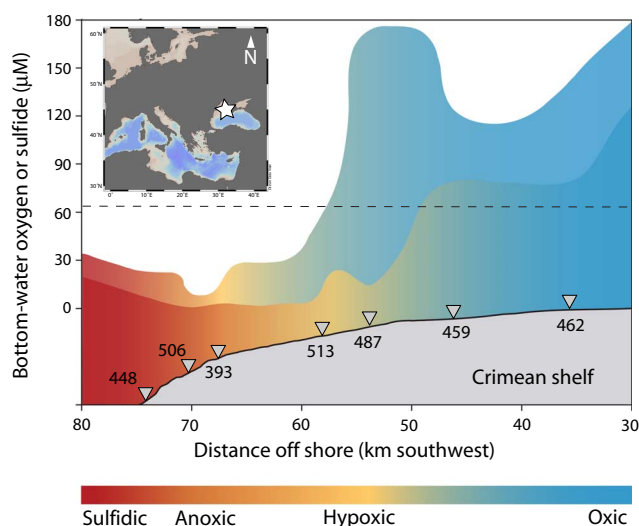 Bottom-water oxygen or sulfide (µM)
180
150
120
90
60
30
0
60°N
50°N
40°N
30°N
0°
10°E
20°E
30°E
40°E
N
448
506
393
513
487
459
462
Crimean shelf
80
70
60
50
40
30
Distance off shore (km southwest)
Sulfidic Anoxic Hypoxic Oxic